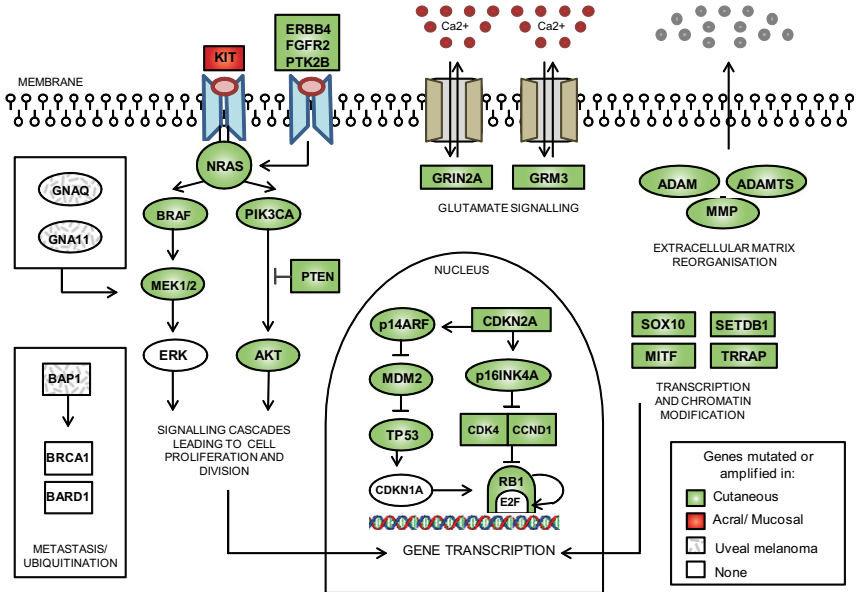 ERBB4
FGFR2
PTK2B
KIT
Ca2+
Ca2+
MEMBRANE
NRAS
GRIN2A
GRM3
GLUTAMATE SIGNALLING
ADAM
ADAMTS
MMP
EXTRACELLULAR MATRIX
REORGANISATION
GNAQ
GNA11
BRAF
PIK3CA
PTEN
MEK1/2
ERK
AKT
SIGNALLING CASCADES
LEADING TO CELL
PROLIFERATION AND
DIVISION
BAP1
BRCA1
BARD1
METASTASIS/
UBIQUITINATION
NUCLEUS
p14ARF
CDKN2A
MDM2
p16INK4A
TP53
CDK4
CCND1
CDKN1A
RB1
E2F
GENE TRANSCRIPTION
SOX10
SETDB1
MITF
TRRAP
TRANSCRIPTION
AND CHROMATIN
MODIFICATION
Genes mutated or
amplified in:
Cutaneous
Acral/ Mucosal
Uveal melanoma
None